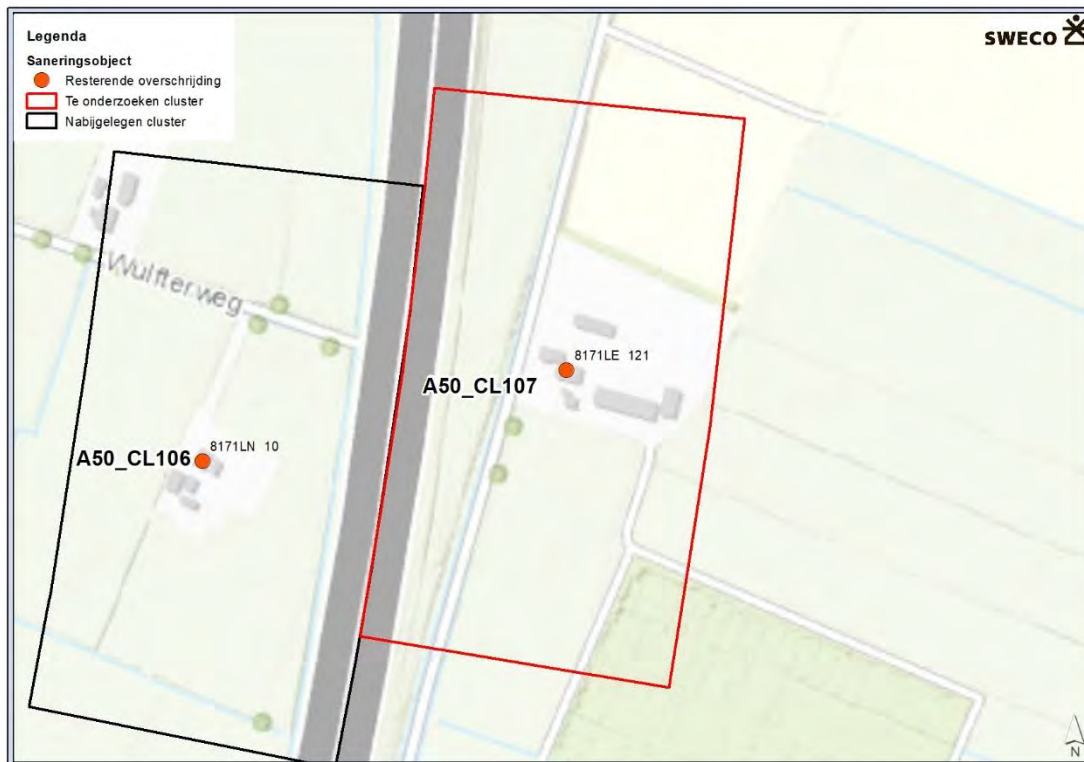 Legenda
Saneringsobject
Resterende overschrijding
Te onderzoeken cluster
Nabijgelegen cluster
SWECO
Wulfterweg
8171LE 121
A50_CL107
8171LN 10
A50_CL106
N